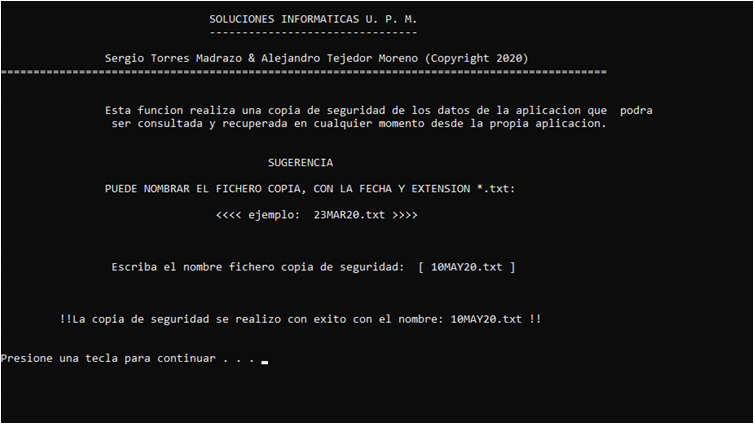 SOLUCIONES INFORMATICAS U. P. M.
--------------------------------
Sergio Torres Madrazo & Alejandro Tejedor Moreno (Copyright 2020)
=============================================================================================
Esta funcion realiza una copia de seguridad de los datos de la aplicacion que  podra
ser consultada y recuperada en cualquier momento desde la propia aplicacion.
SUGERENCIA
PUEDE NOMBRAR EL FICHERO COPIA, CON LA FECHA Y EXTENSION *.txt:
<<<< ejemplo:  23MAR20.txt >>>>
Escriba el nombre fichero copia de seguridad:  [ 10MAY20.txt ]
!!La copia de seguridad se realizo con exito con el nombre: 10MAY20.txt !!
Presione una tecla para continuar . . .